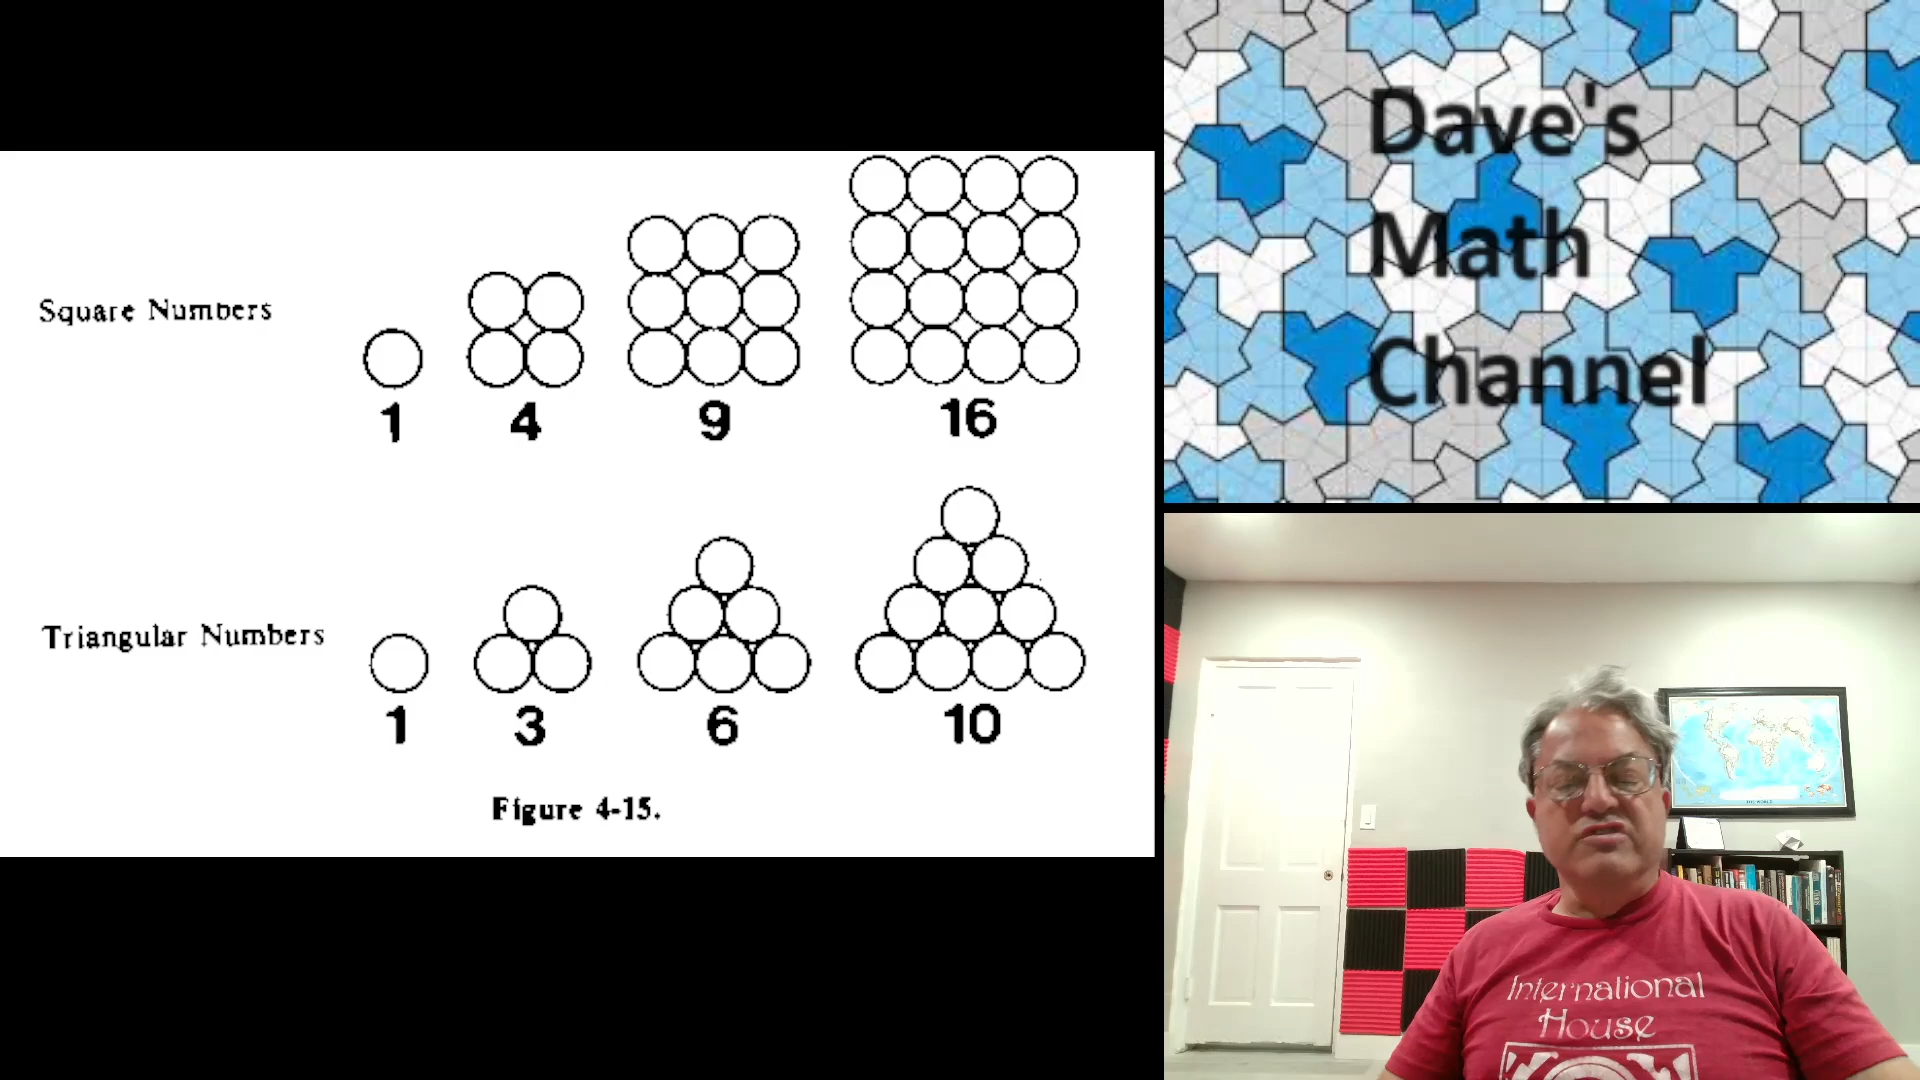 Square Numbers
1 4 9 16
Triangular Numbers
1 3 6 10
Figure 4-15.
Dave's
Math
Channel
International
House